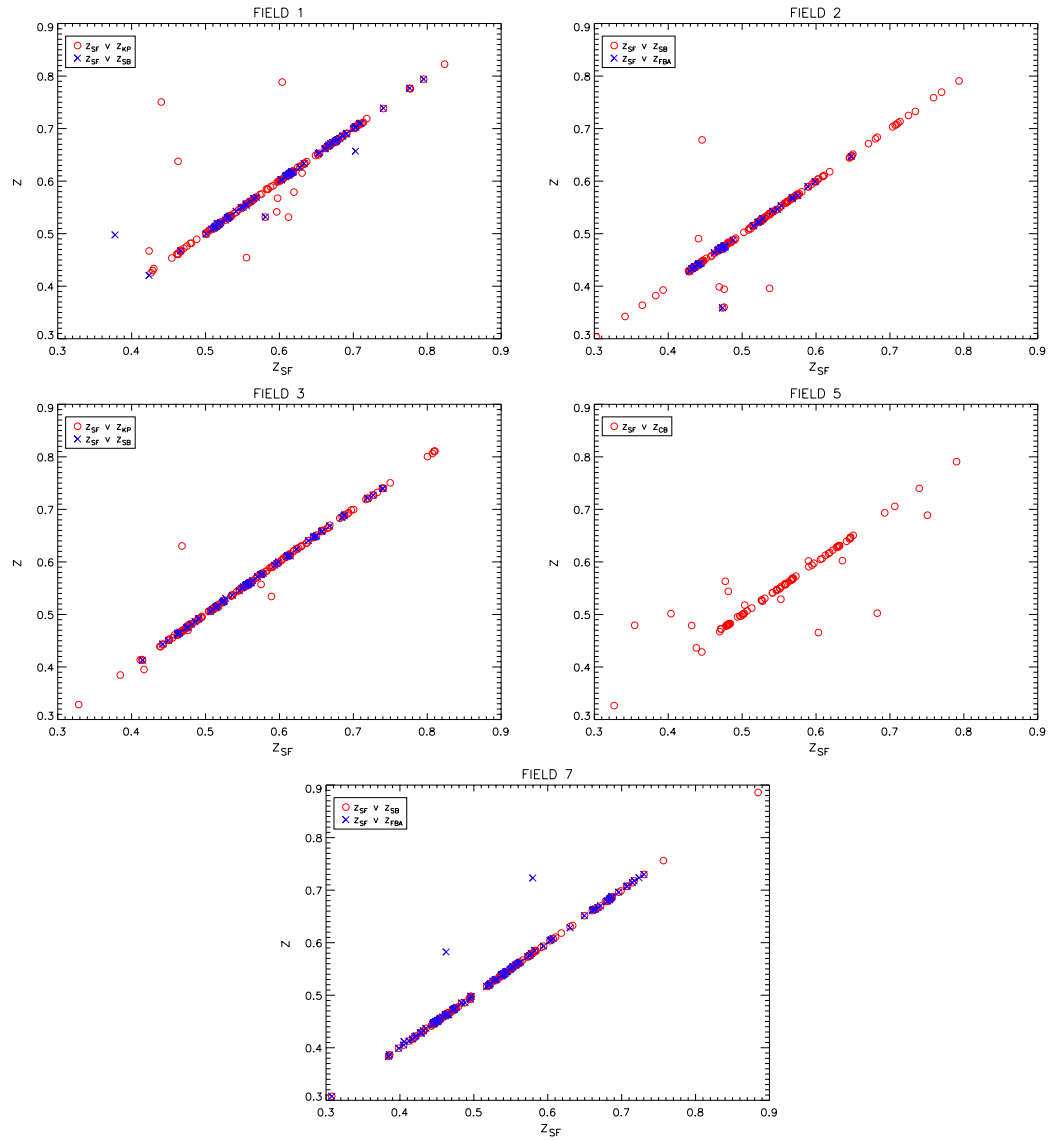 FIELD 1
0.9
0.8
0.7
0.6
0.5
0.4
0.3
Z
Z_SF v Z_KP
Z_SF v Z_SB
0.3 0.4 0.5 0.6 0.7 0.8 0.9
Z_SF
FIELD 2
0.9
0.8
0.7
0.6
0.5
0.4
0.3
Z
Z_SF v Z_SB
Z_SF v Z_FBA
0.3 0.4 0.5 0.6 0.7 0.8 0.9
Z_SF
FIELD 3
0.9
0.8
0.7
0.6
0.5
0.4
0.3
Z
Z_SF v Z_KP
Z_SF v Z_SB
0.3 0.4 0.5 0.6 0.7 0.8 0.9
Z_SF
FIELD 5
0.9
0.8
0.7
0.6
0.5
0.4
0.3
Z
Z_SF v Z_CB
0.3 0.4 0.5 0.6 0.7 0.8 0.9
Z_SF
FIELD 7
0.9
0.8
0.7
0.6
0.5
0.4
0.3
Z
Z_SF v Z_SB
Z_SF v Z_FBA
0.3 0.4 0.5 0.6 0.7 0.8 0.9
Z_SF